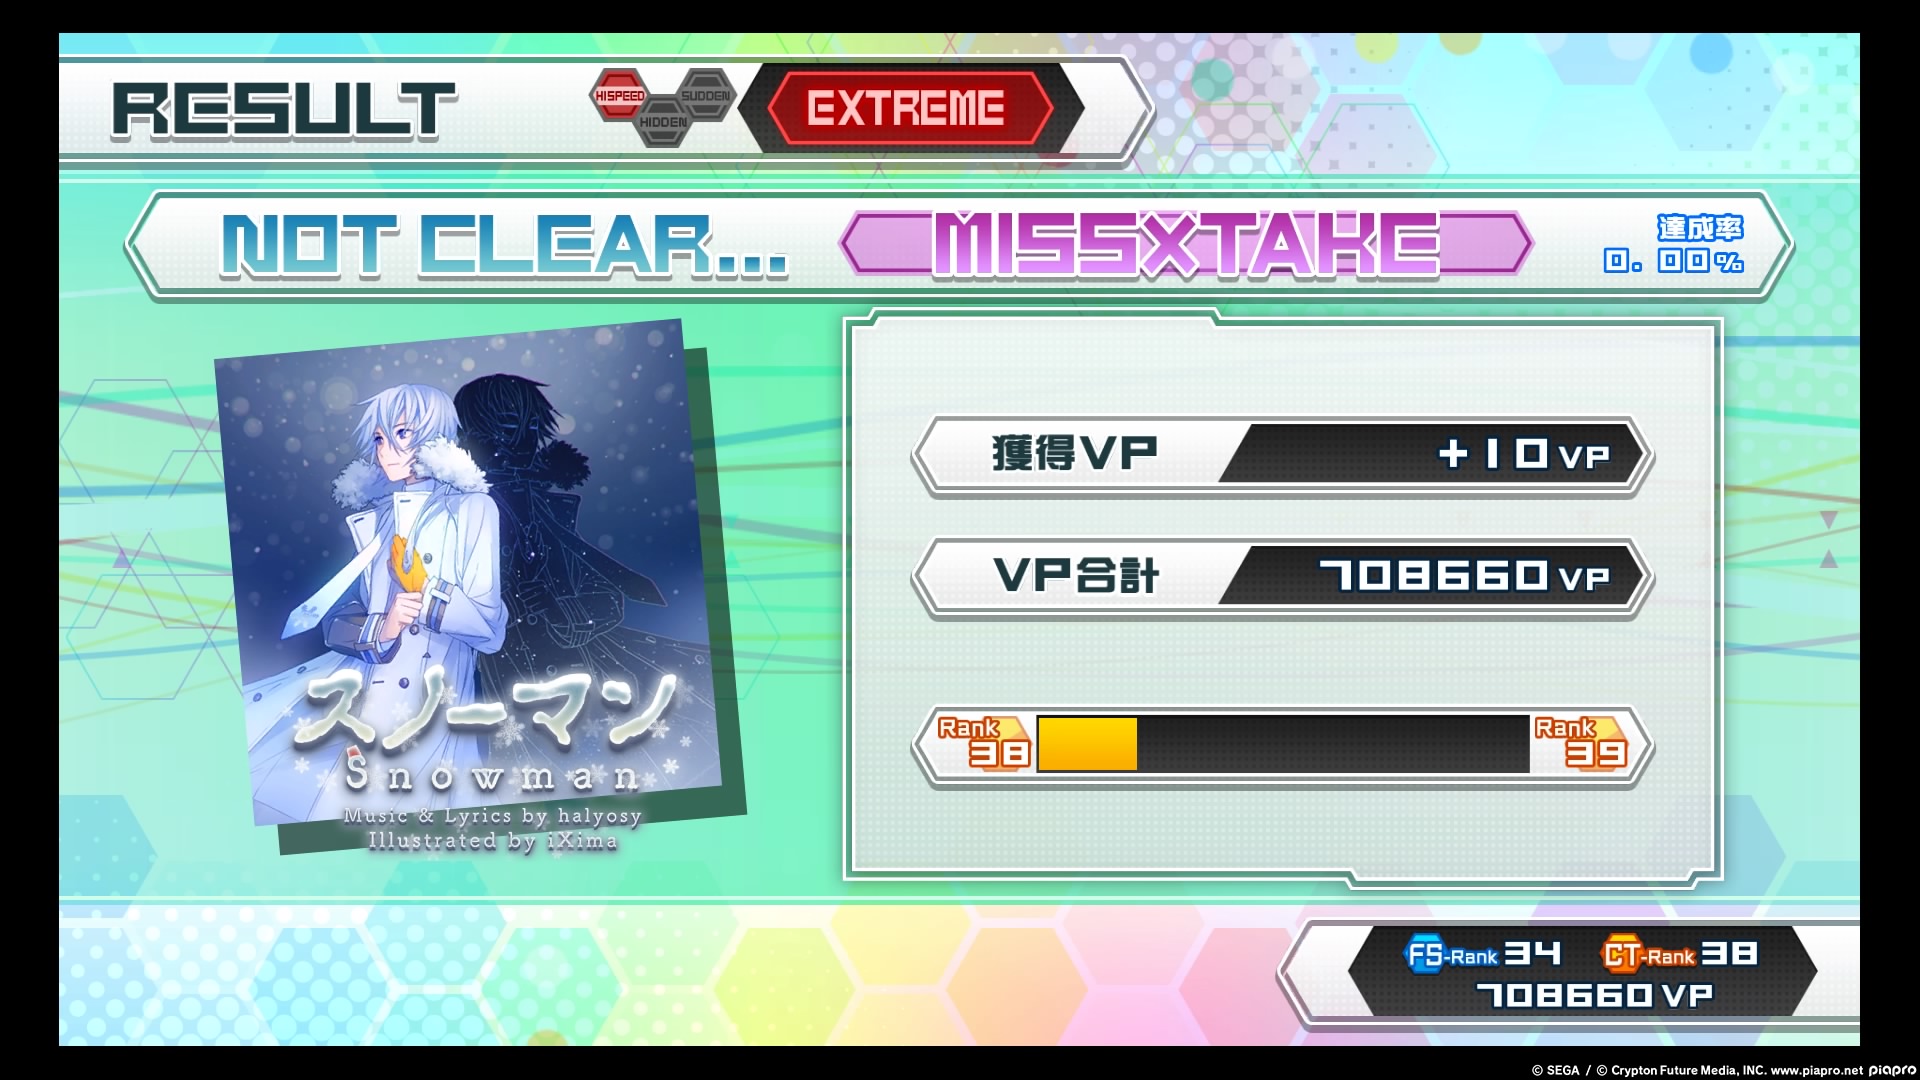 RESULT
HISPEED
SUDDEN
HIDDEN
EXTREME
NOT CLEAR...
MISS×TAKE
達成率
0.00%
獲得VP
+10VP
VP合計
708660VP
スノーマン
Snowman
Music & Lyrics by halyosy
Illustrated by iXima
Rank
38
Rank
39
FS-Rank 34
CT-Rank 38
708660VP
© SEGA / © Crypton Future Media, INC. www.piapro.net piapro